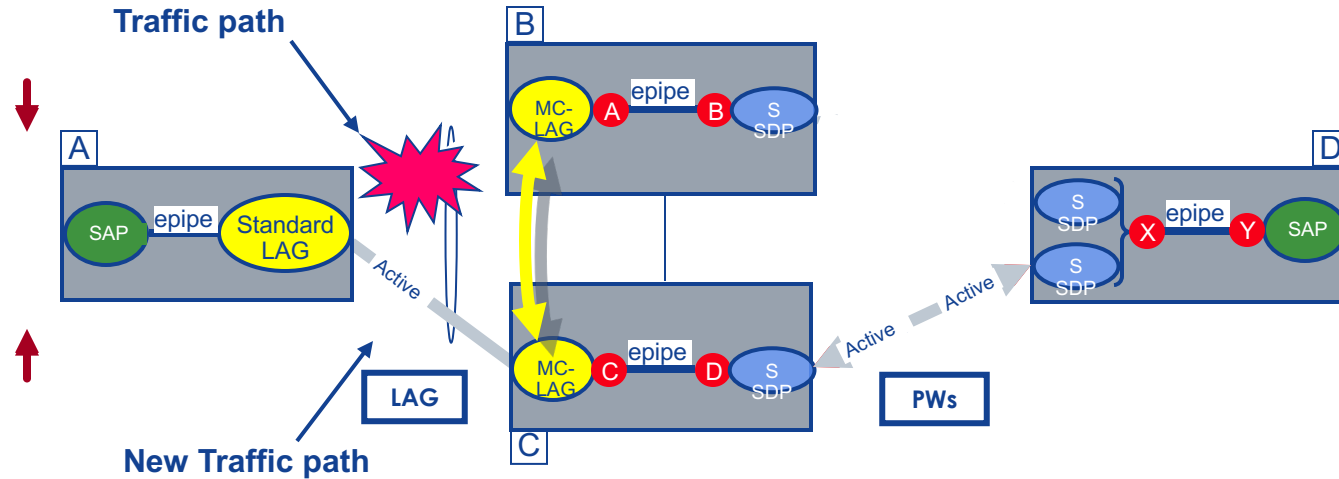 Traffic path
B
MC-
LAG
A
epipe
B
S
SDP
A
SAP
epipe
Standard
LAG
Active
D
S
SDP
S
SDP
X
epipe
Y
SAP
Active
Active
MC-
LAG
C
epipe
D
S
SDP
LAG
PWs
C
New Traffic path